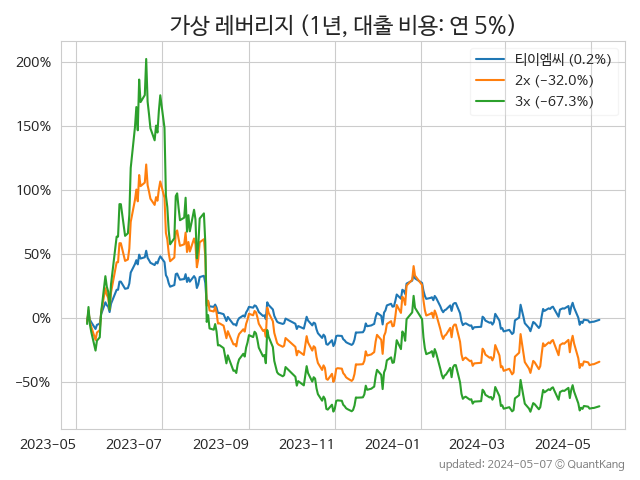 가상 레버리지 (1년, 대출 비용: 연 5%)
티이엠씨 (0.2%)
2x (−32.0%)
3x (−67.3%)
200%
150%
100%
50%
0%
−50%
2023-05 2023-07 2023-09 2023-11 2024-01 2024-03 2024-05
updated: 2024-05-07 © QuantKang